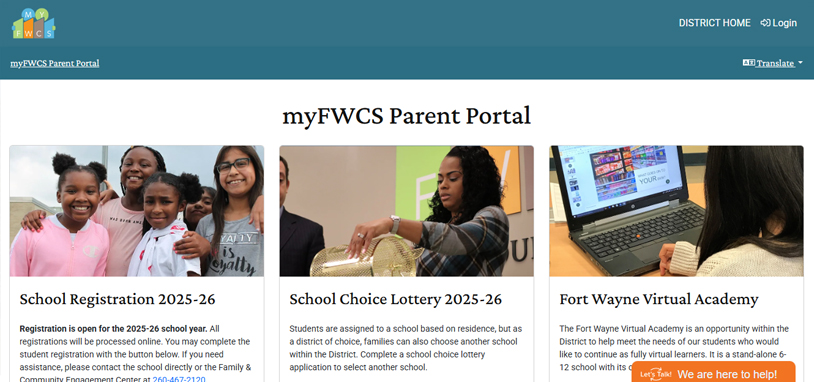 MY
FWCS
DISTRICT HOME
Login
myFWCS Parent Portal
Translate
myFWCS Parent Portal
LOYALTY
is
Loyalty
FW
YOUR
School Registration 2025-26
Registration is open for the 2025-26 school year. All
registrations will be processed online. You may complete the
student registration with the button below. If you need
assistance, please contact the school directly or the Family &
Community Engagement Center at 260-467-2120
School Choice Lottery 2025-26
Students are assigned to a school based on residence, but as
a district of choice, families can also choose another school
within the District. Complete a school choice lottery
application to select another school.
Fort Wayne Virtual Academy
The Fort Wayne Virtual Academy is an opportunity within the
District to help meet the needs of our students who would
like to continue as fully virtual learners. It is a stand-alone 6-
12 school with its
Let's Talk! We are here to help!